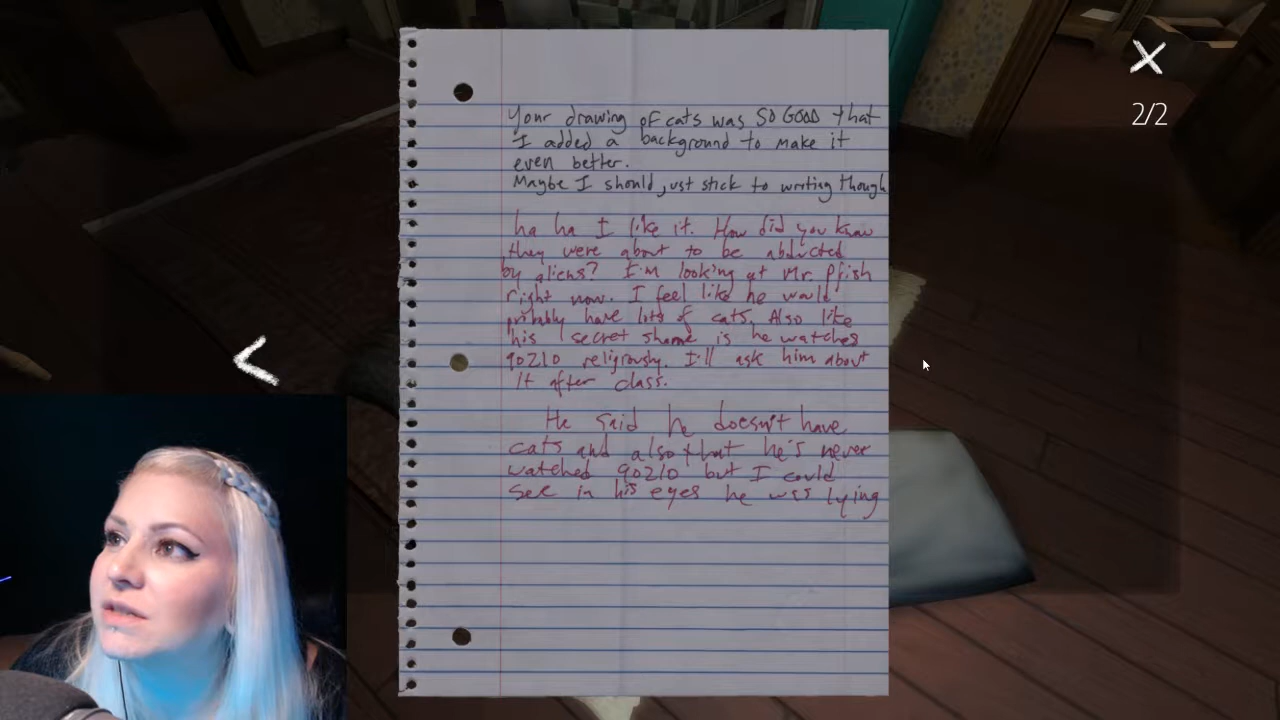 2/2
Your drawing of cats was SO GOOD that
I added a background to make it
even better.
Maybe I should just stick to writing though
ha ha I like it. How did you know
they were about to be abducted
by aliens? I'm looking at Mr. Pfish
right now. I feel like he would
probably have lots of cats. Also like
his secret shame is he watches
90210 religiously. I'll ask him about
it after class.
He said he doesn't have
cats and also that he's never
watched 90210 but I could
see in his eyes he was lying